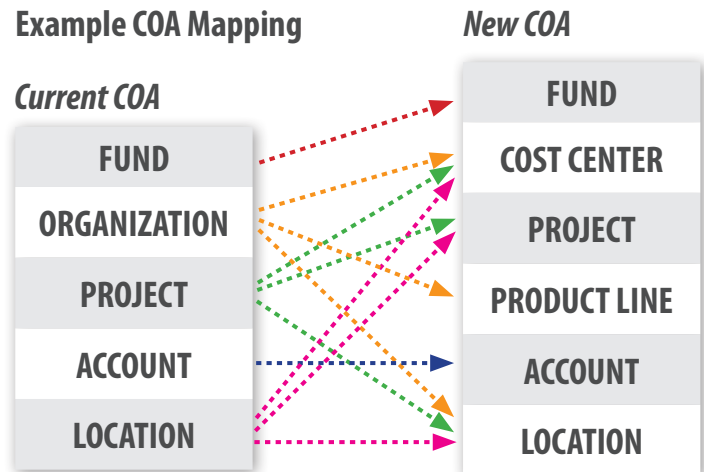 Example COA Mapping
Current COA
FUND
ORGANIZATION
PROJECT
ACCOUNT
LOCATION
New COA
FUND
COST CENTER
PROJECT
PRODUCT LINE
ACCOUNT
LOCATION